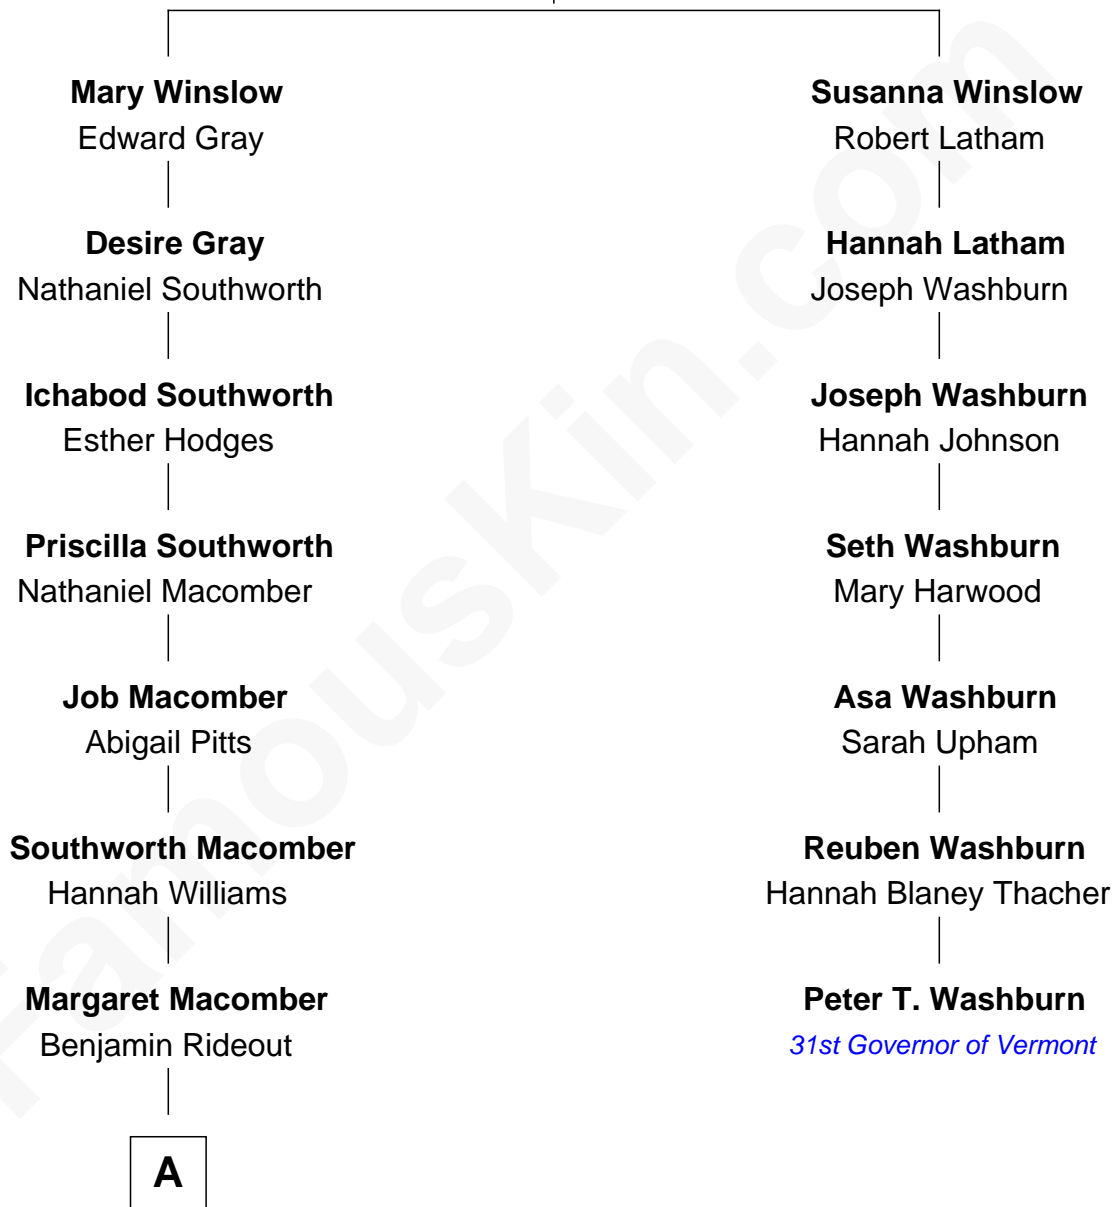 Mary Winslow
Edward Gray
Desire Gray
Nathaniel Southworth
Ichabod Southworth
Esther Hodges
Priscilla Southworth
Nathaniel Macomber
Job Macomber
Abigail Pitts
Southworth Macomber
Hannah Williams
Margaret Macomber
Benjamin Rideout
A
Susanna Winslow
Robert Latham
Hannah Latham
Joseph Washburn
Joseph Washburn
Hannah Johnson
Seth Washburn
Mary Harwood
Asa Washburn
Sarah Upham
Reuben Washburn
Hannah Blaney Thacher
Peter T. Washburn
31st Governor of Vermont
FamousKin.com